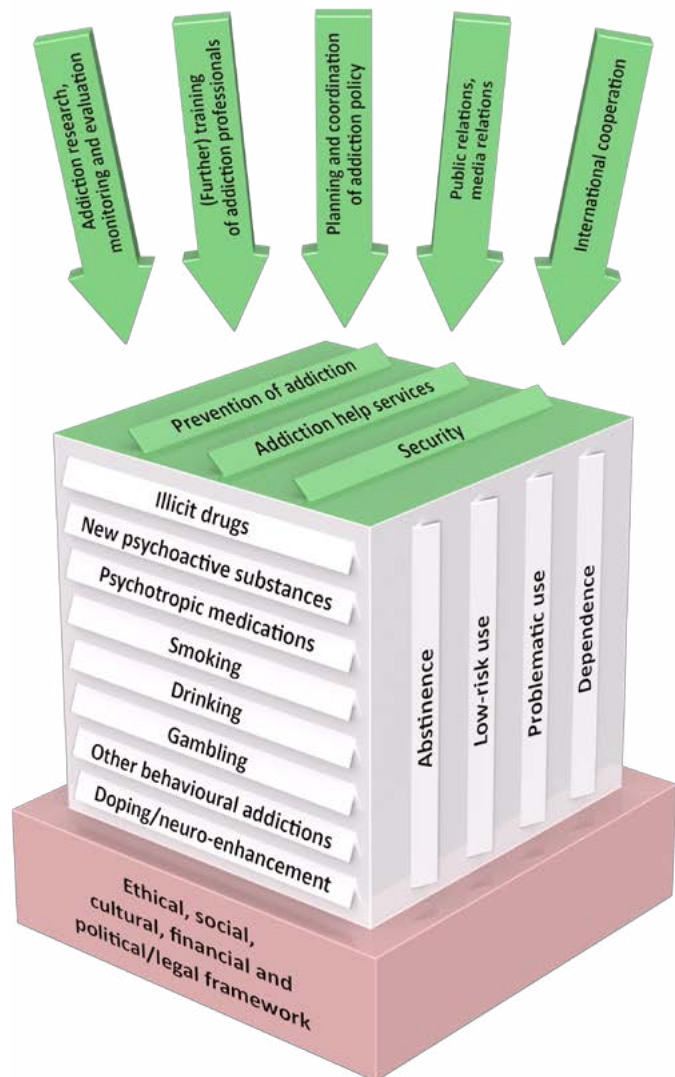 Addiction research,
monitoring and evaluation
(Further) training
of addiction professionals
Planning and coordination
of addiction policy
Public relations,
media relations
International cooperation
Prevention of addiction
Addiction help services
Security
Illicit drugs
New psychoactive substances
Psychotropic medications
Smoking
Drinking
Gambling
Other behavioural addictions
Doping/neuro-enhancement
Abstinence
Low-risk use
Problematic use
Dependence
Ethical, social,
cultural, financial and
political/legal framework